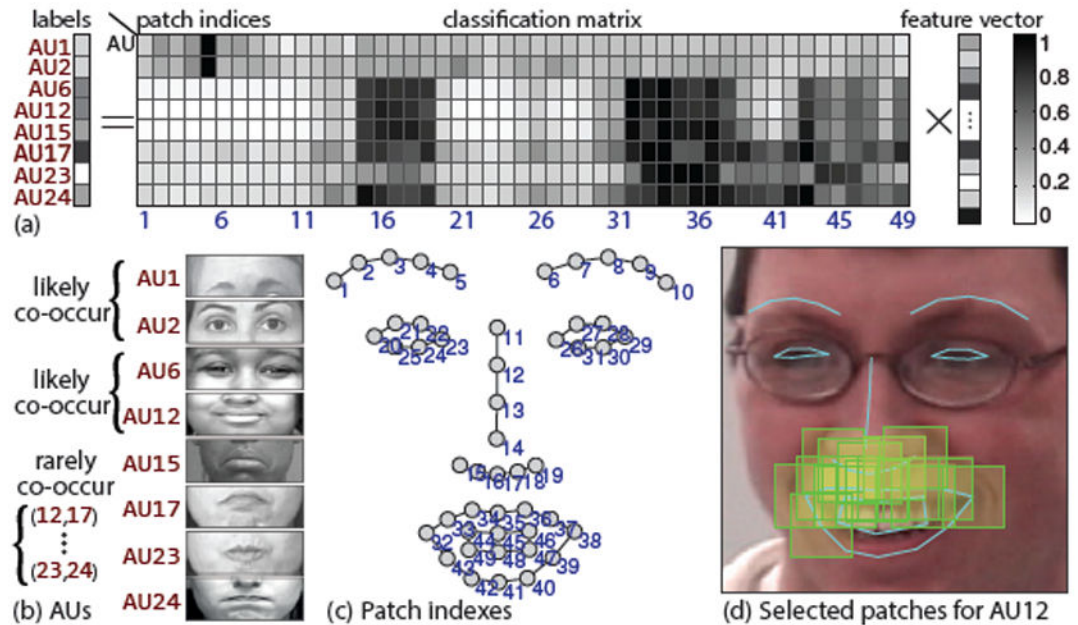 labels patch indices classification matrix feature vector
AU
AU1
AU2
AU6
AU12
AU15
AU17
AU23
AU24
= × ⋮
1
0.8
0.6
0.4
0.2
0
(a) 1 6 11 16 21 26 31 36 41 45 49
likely
co-occur
AU1
AU2
likely
co-occur
AU6
AU12
rarely
co-occur
(12,17)
⋮
(23,24)
AU15
AU17
AU23
AU24
(b) AUs
1 2 3 4 5 6 7 8 9 10
20 21 22 23 25 24 26 27 28 29 31 30
11
12
13
14
15 16 17 18 19
32 33 34 35 36 37 38
44 45 46
49 48 47
43 42 41 40 39
(c) Patch indexes
(d) Selected patches for AU12